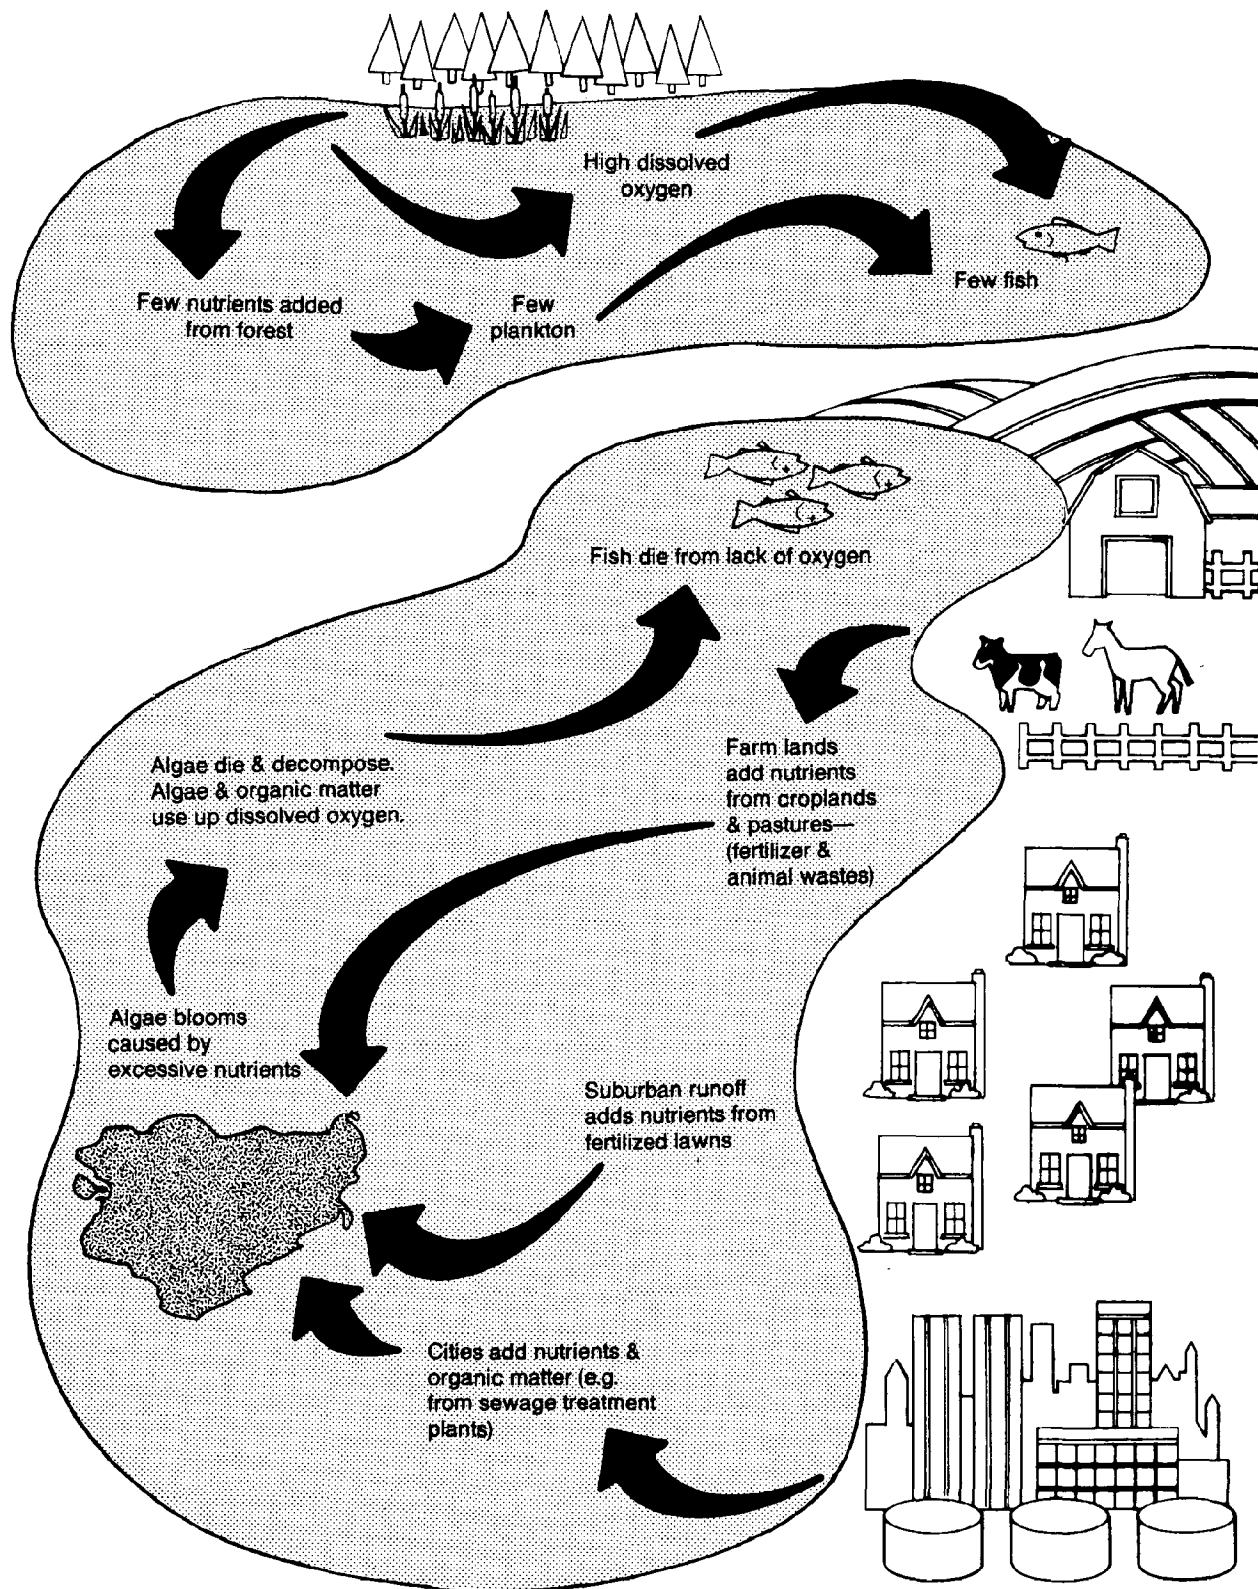 High dissolved
oxygen
Few nutrients added
from forest
Few
plankton
Few fish
Fish die from lack of oxygen
Farm lands
add nutrients
from croplands
& pastures—
(fertilizer &
animal wastes)
Algae die & decompose.
Algae & organic matter
use up dissolved oxygen.
Algae blooms
caused by
excessive nutrients
Suburban runoff
adds nutrients from
fertilized lawns
Cities add nutrients &
organic matter (e.g.
from sewage treatment
plants)